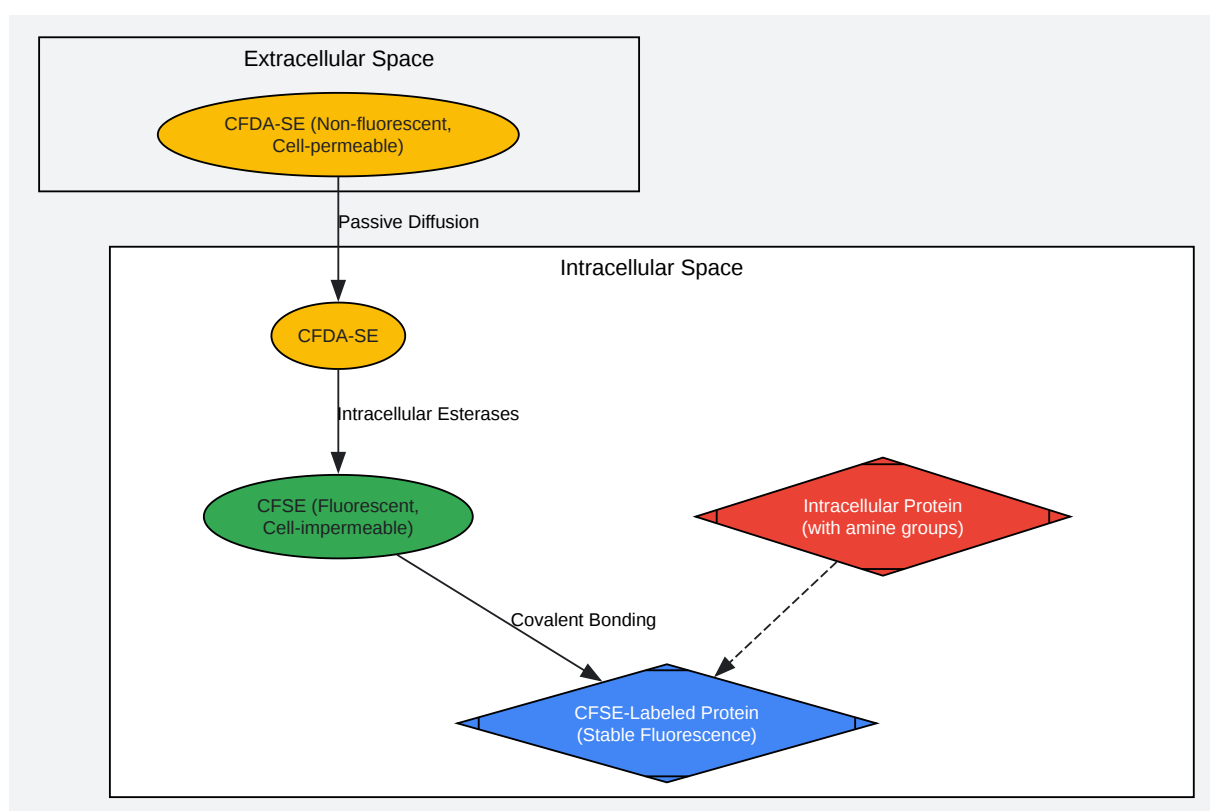 Extracellular Space
CFDA-SE (Non-fluorescent,
Cell-permeable)
Passive Diffusion
Intracellular Space
CFDA-SE
Intracellular Esterases
CFSE (Fluorescent,
Cell-impermeable)
Intracellular Protein
(with amine groups)
Covalent Bonding
CFSE-Labeled Protein
(Stable Fluorescence)